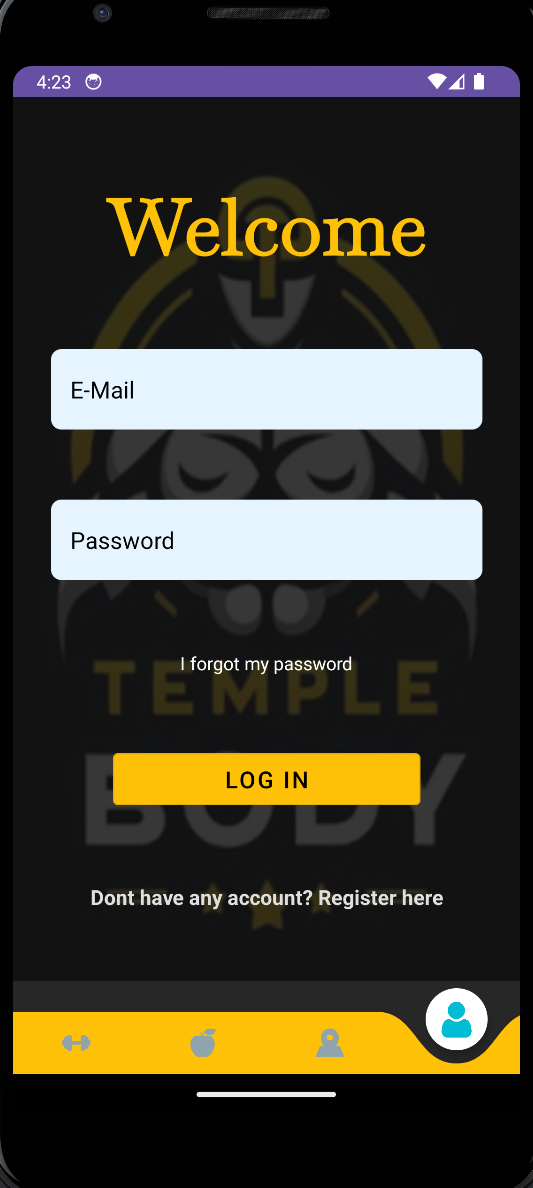 4:23
Welcome
E-Mail
Password
I forgot my password
TEMPLE
LOG IN
BODY
Dont have any account? Register here